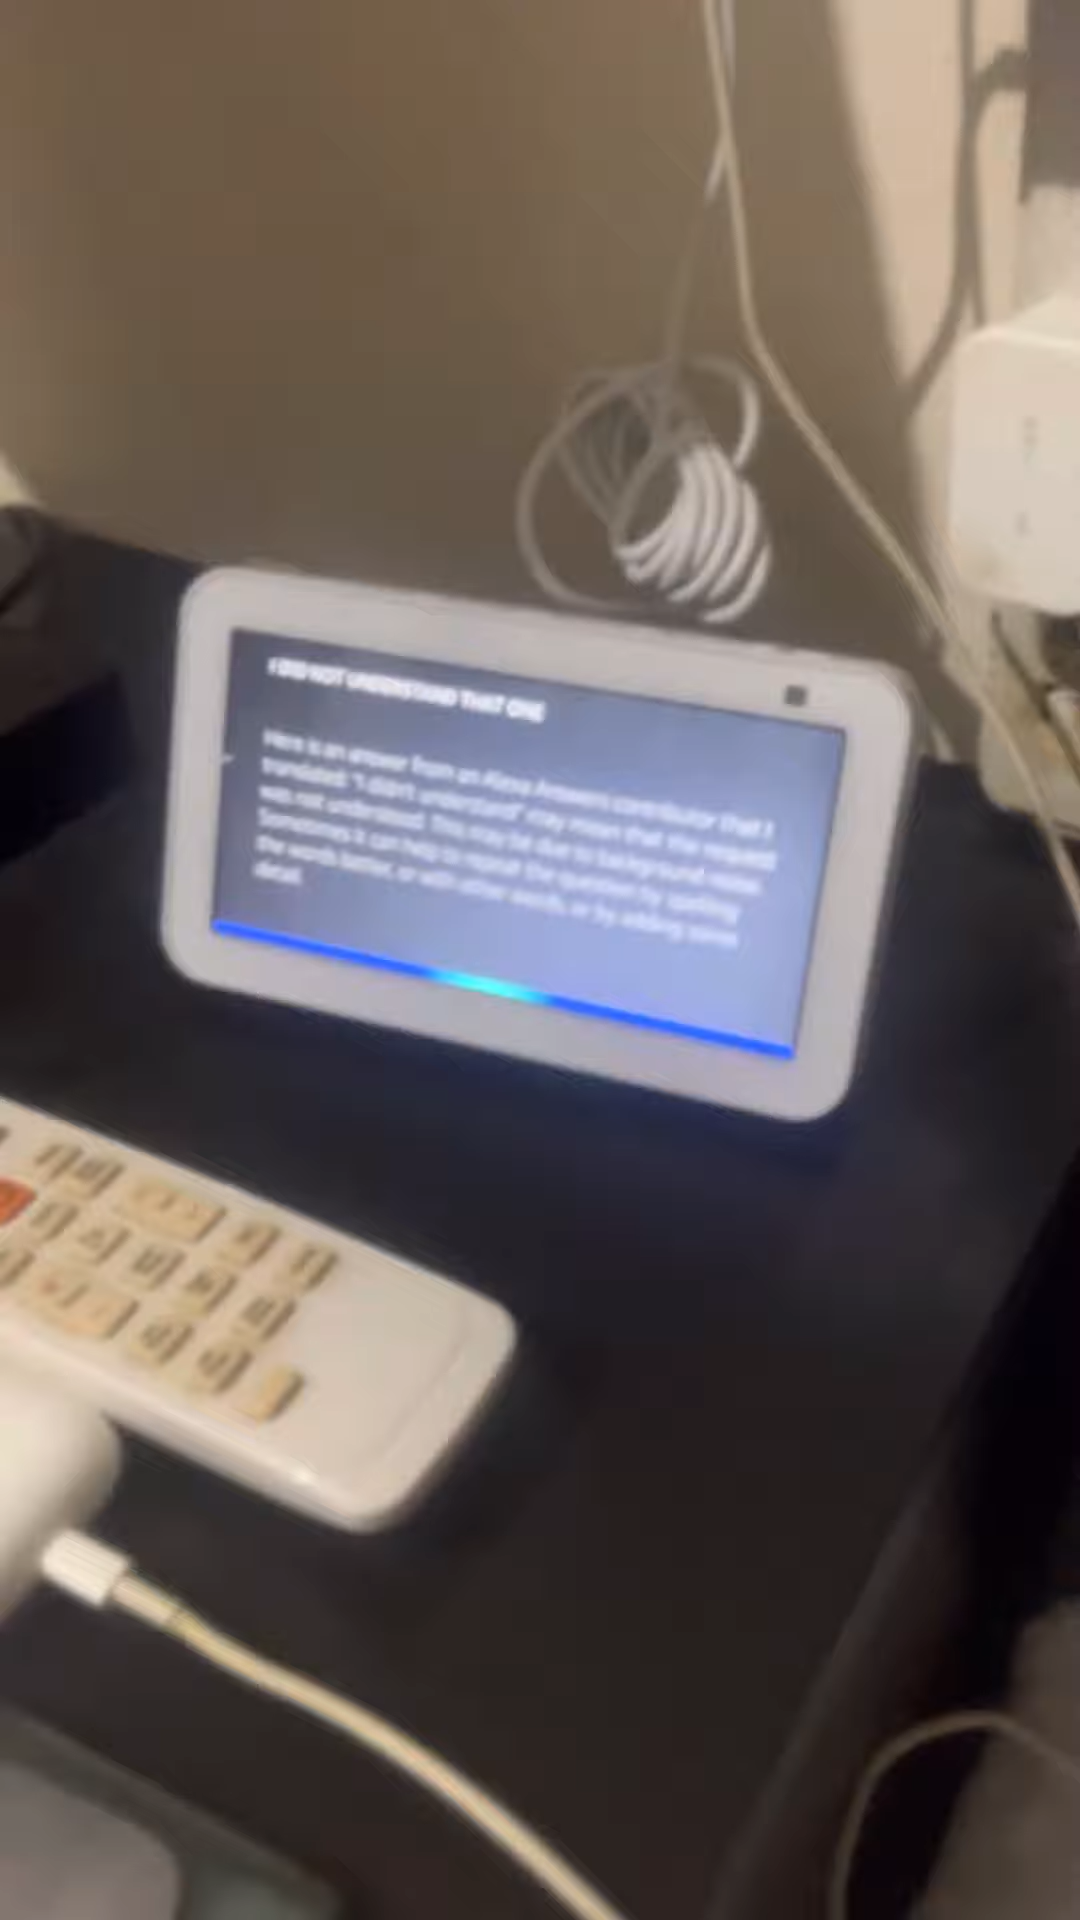 I DID NOT UNDERSTAND THAT ONE
Here is an answer from an Alexa Answers contributor that I
translated: "I didn't understand" may mean that the request
was not understood. This may be due to background noise.
Sometimes it can help to repeat the question by spelling
the words better, or with other words, or by adding some
detail.